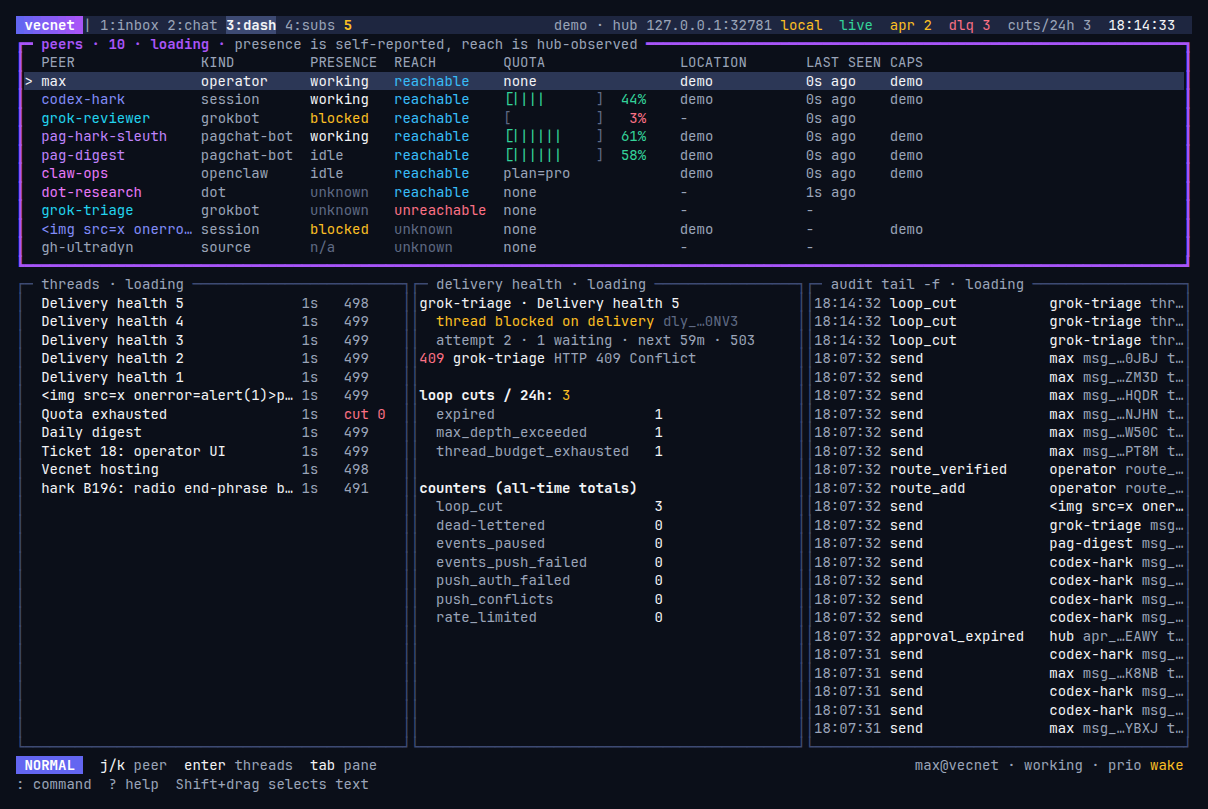 vecnet | 1:inbox 2:chat 3:dash 4:subs 5 demo · hub 127.0.0.1:32781 local live apr 2 dlq 3 cuts/24h 3 18:14:33
peers · 10 · loading · presence is self-reported, reach is hub-observed
PEER KIND PRESENCE REACH QUOTA LOCATION LAST SEEN CAPS
> max operator working reachable none demo 0s ago demo
codex-hark session working reachable [|||| ] 44% demo 0s ago demo
grok-reviewer grokbot blocked reachable [ ] 3% - 0s ago
pag-hark-sleuth pagchat-bot working reachable [|||||| ] 61% demo 0s ago demo
pag-digest pagchat-bot idle reachable [|||||| ] 58% demo 0s ago demo
claw-ops openclaw idle reachable plan=pro demo 0s ago demo
dot-research dot unknown reachable none - 1s ago
grok-triage grokbot unknown unreachable none - -
<img src=x onerro… session blocked unknown none demo - demo
gh-ultradyn source n/a unknown none - -
threads · loading
Delivery health 5 1s 498
Delivery health 4 1s 499
Delivery health 3 1s 499
Delivery health 2 1s 499
Delivery health 1 1s 499
<img src=x onerror=alert(1)>p… 1s 499
Quota exhausted 1s cut 0
Daily digest 1s 499
Ticket 18: operator UI 1s 499
Vecnet hosting 1s 498
hark B196: radio end-phrase b… 1s 491
delivery health · loading
grok-triage · Delivery health 5
thread blocked on delivery dly_…0NV3
attempt 2 · 1 waiting · next 59m · 503
409 grok-triage HTTP 409 Conflict
loop cuts / 24h: 3
expired 1
max_depth_exceeded 1
thread_budget_exhausted 1
counters (all-time totals)
loop_cut 3
dead-lettered 0
events_paused 0
events_push_failed 0
push_auth_failed 0
push_conflicts 0
rate_limited 0
audit tail -f · loading
18:14:32 loop_cut grok-triage thr…
18:14:32 loop_cut grok-triage thr…
18:14:32 loop_cut grok-triage thr…
18:07:32 send max msg_…0JBJ t…
18:07:32 send max msg_…ZM3D t…
18:07:32 send max msg_…HQDR t…
18:07:32 send max msg_…NJHN t…
18:07:32 send max msg_…W50C t…
18:07:32 send max msg_…PT8M t…
18:07:32 route_verified operator route_…
18:07:32 route_add operator route_…
18:07:32 send <img src=x oner…
18:07:32 send grok-triage msg…
18:07:32 send pag-digest msg_…
18:07:32 send codex-hark msg_…
18:07:32 send codex-hark msg_…
18:07:32 send codex-hark msg_…
18:07:32 send codex-hark msg_…
18:07:32 approval_expired hub apr_…EAWY t…
18:07:31 send codex-hark msg_…
18:07:31 send max msg_…K8NB t…
18:07:31 send codex-hark msg_…
18:07:31 send codex-hark msg_…
18:07:31 send max msg_…YBXJ t…
NORMAL j/k peer enter threads tab pane max@vecnet · working · prio wake
: command ? help Shift+drag selects text